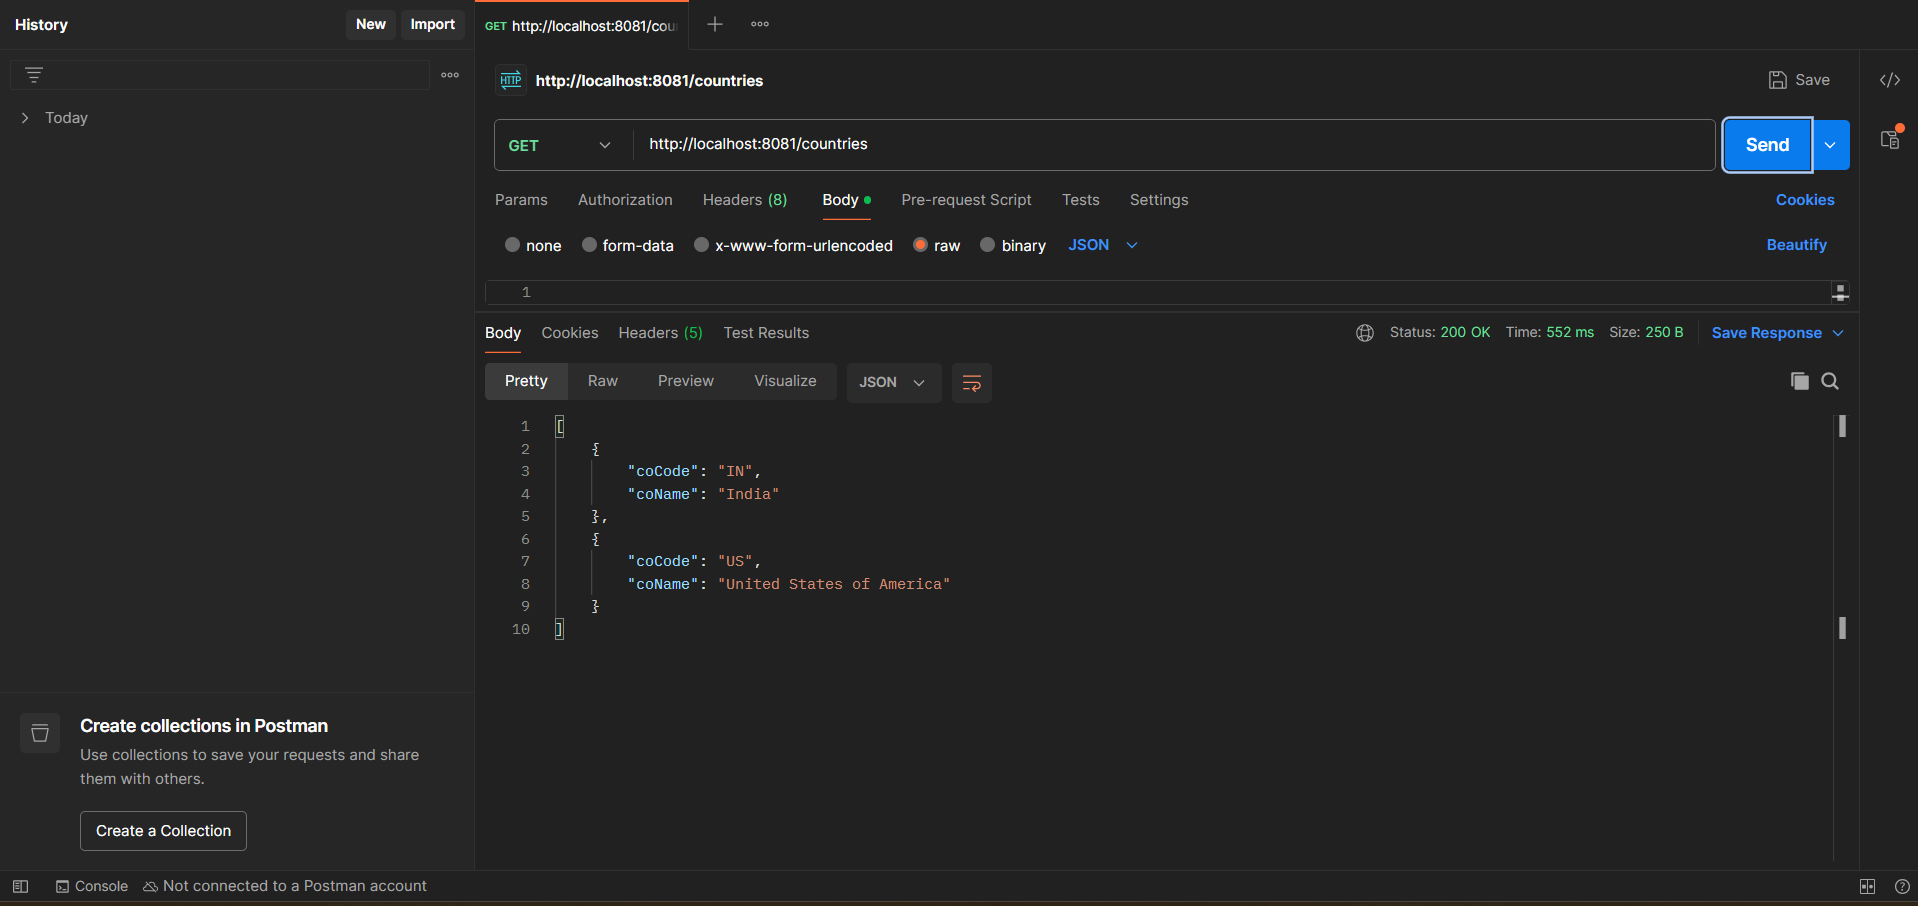 History
New
Import
GET http://localhost:8081/cou
Today
HTTP
http://localhost:8081/countries
Save
GET
http://localhost:8081/countries
Send
Params
Authorization
Headers (8)
Body
Pre-request Script
Tests
Settings
Cookies
none
form-data
x-www-form-urlencoded
raw
binary
JSON
Beautify
1
Body
Cookies
Headers (5)
Test Results
Status: 200 OK
Time: 552 ms
Size: 250 B
Save Response
Pretty
Raw
Preview
Visualize
JSON
1 [
2 {
3 "coCode": "IN",
4 "coName": "India"
5 },
6 {
7 "coCode": "US",
8 "coName": "United States of America"
9 }
10 ]
Create collections in Postman
Use collections to save your requests and share
them with others.
Create a Collection
Console
Not connected to a Postman account